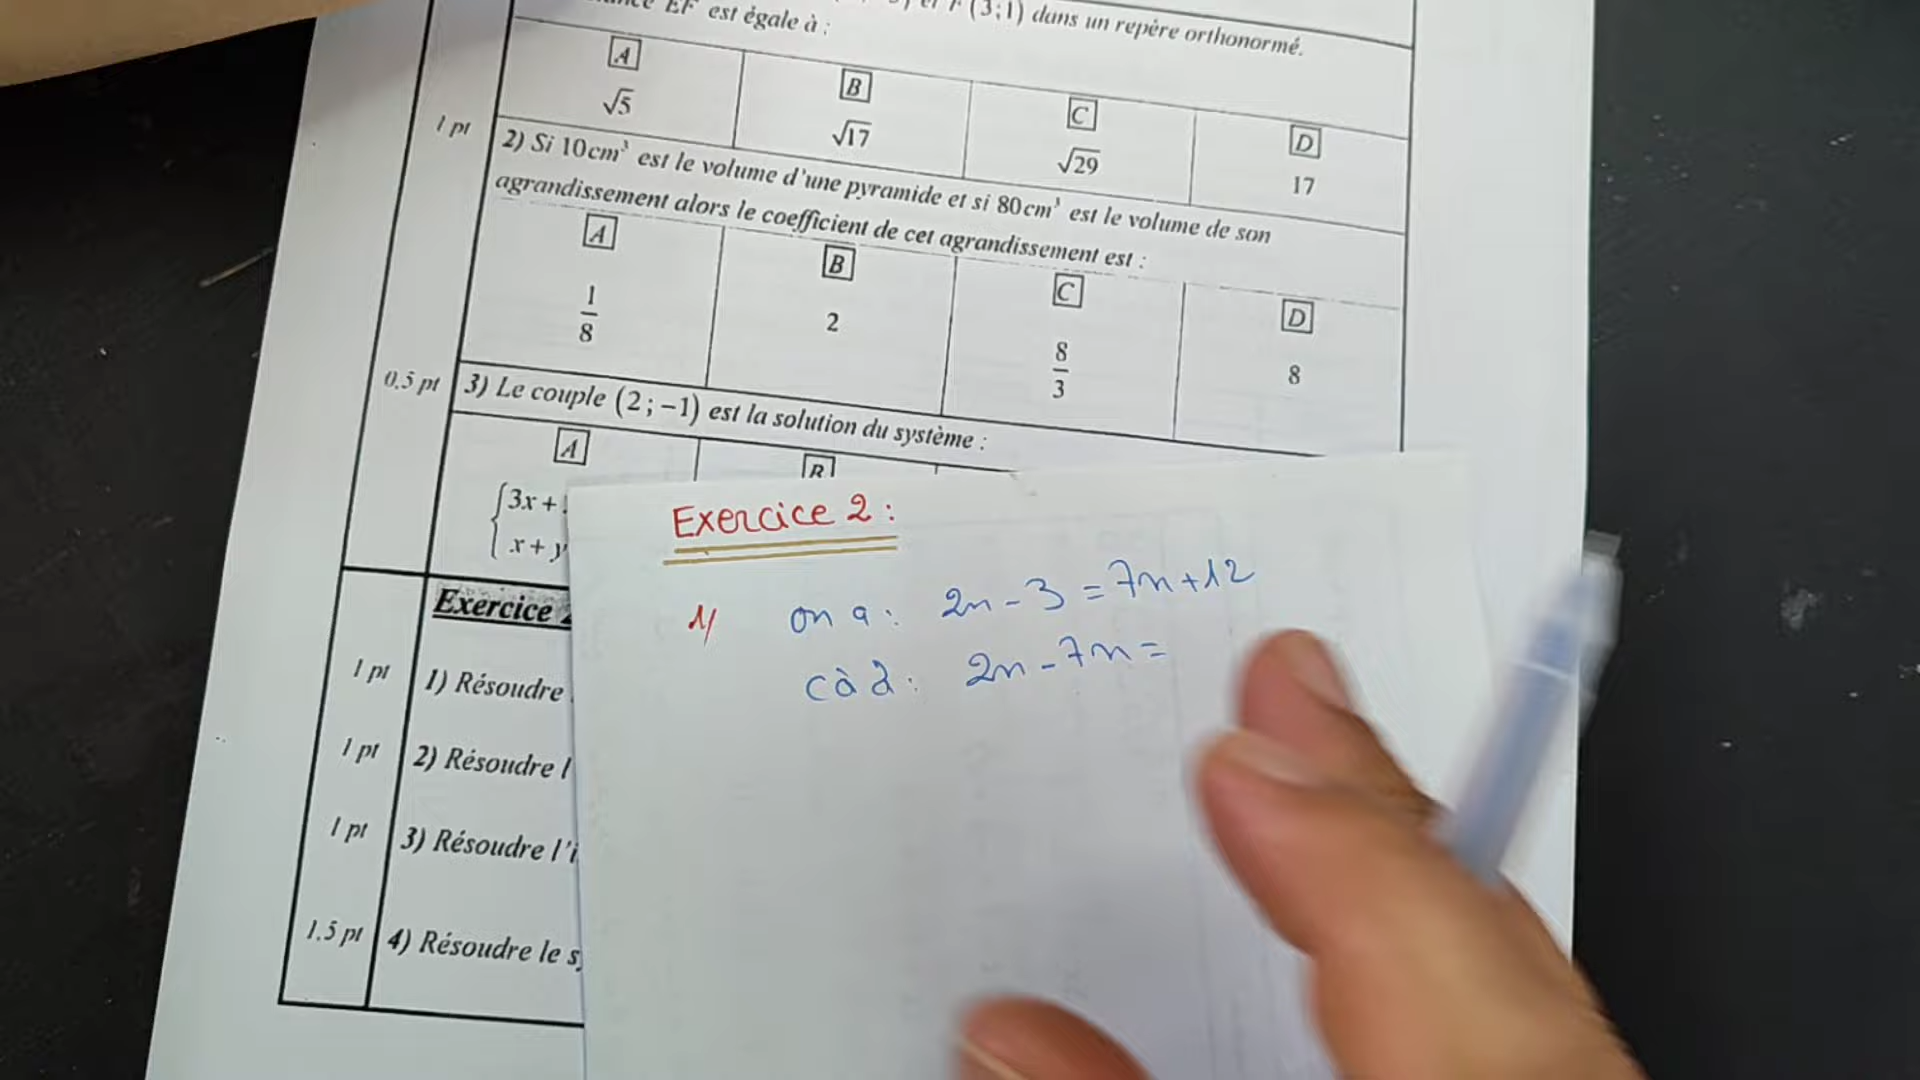 EF est égale à :
(3;1) dans un repère orthonormé.
A B C D
√5 √17 √29 17
1 pt
2) Si 10cm³ est le volume d'une pyramide et si 80cm³ est le volume de son
agrandissement alors le coefficient de cet agrandissement est :
A B C D
1/8 2 8/3 8
0,5 pt 3) Le couple (2 ; −1) est la solution du système :
A B
3x +
x + y
Exercice
1 pt 1) Résoudre
1 pt 2) Résoudre l
1 pt 3) Résoudre l'i
1.5 pt 4) Résoudre le s
Exercice 2 :
1/ on a : 2x - 3 = 7x + 12
càd : 2x - 7x =